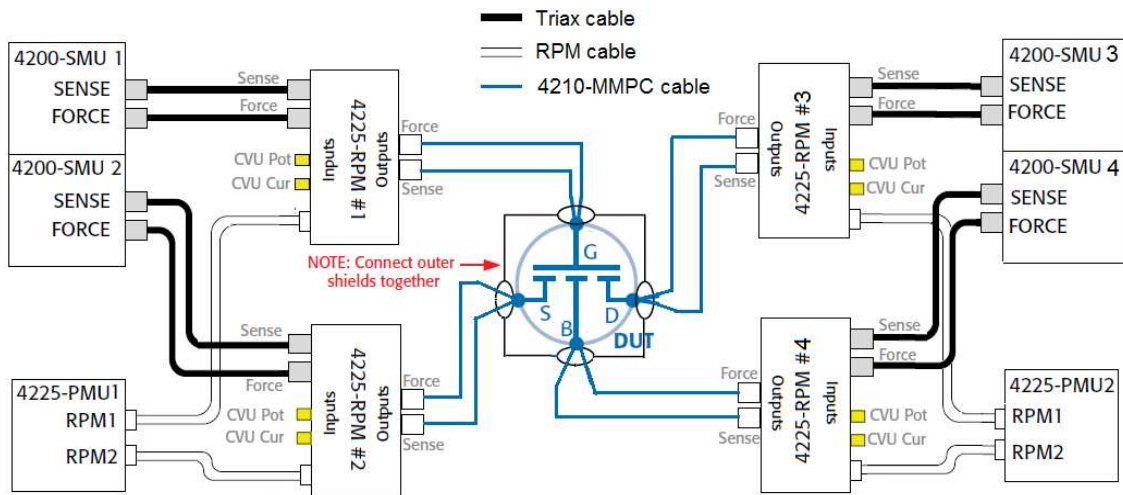 Triax cable
RPM cable
4210-MMPC cable
4200-SMU 1
SENSE
FORCE
4200-SMU 2
SENSE
FORCE
4225-PMU1
RPM1
RPM2
Sense
Force
CVU Pot
CVU Cur
Inputs
4225-RPM #1
Outputs
Force
Sense
Sense
Force
CVU Pot
CVU Cur
Inputs
4225-RPM #2
Outputs
Force
Sense
NOTE: Connect outer
shields together
G
S
D
B
DUT
Force
Sense
Outputs
4225-RPM #3
Inputs
Sense
Force
CVU Pot
CVU Cur
Force
Sense
Outputs
4225-RPM #4
Inputs
Sense
Force
CVU Pot
CVU Cur
4200-SMU 3
SENSE
FORCE
4200-SMU 4
SENSE
FORCE
4225-PMU2
RPM1
RPM2